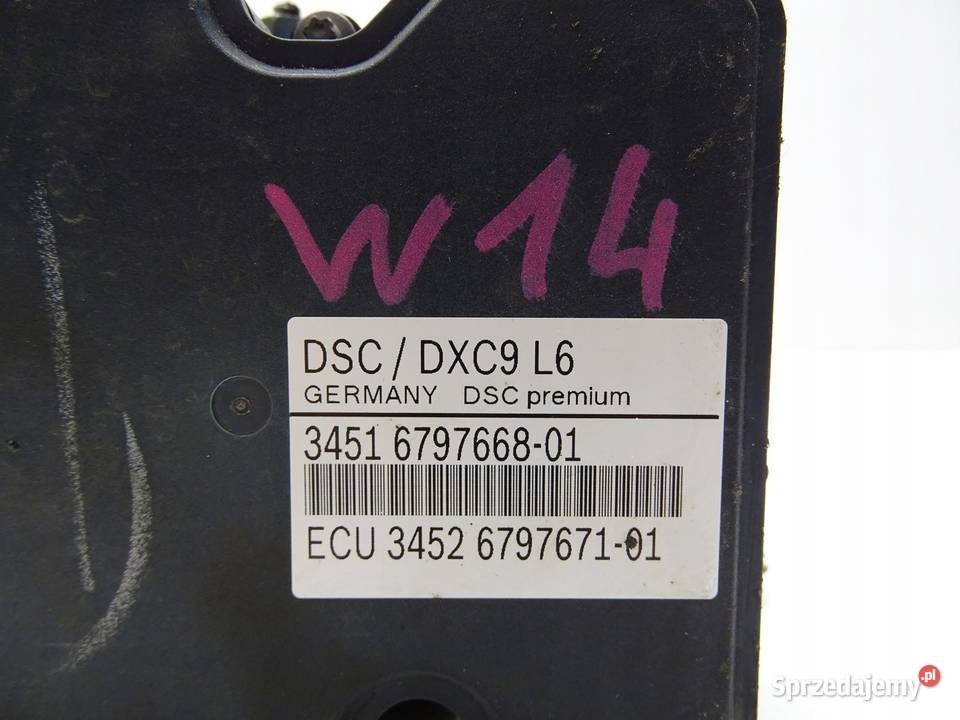 W14
DSC / DXC9 L6
GERMANY DSC premium
3451 6797668-01
ECU 3452 6797671-01
Sprzedajemy.pl